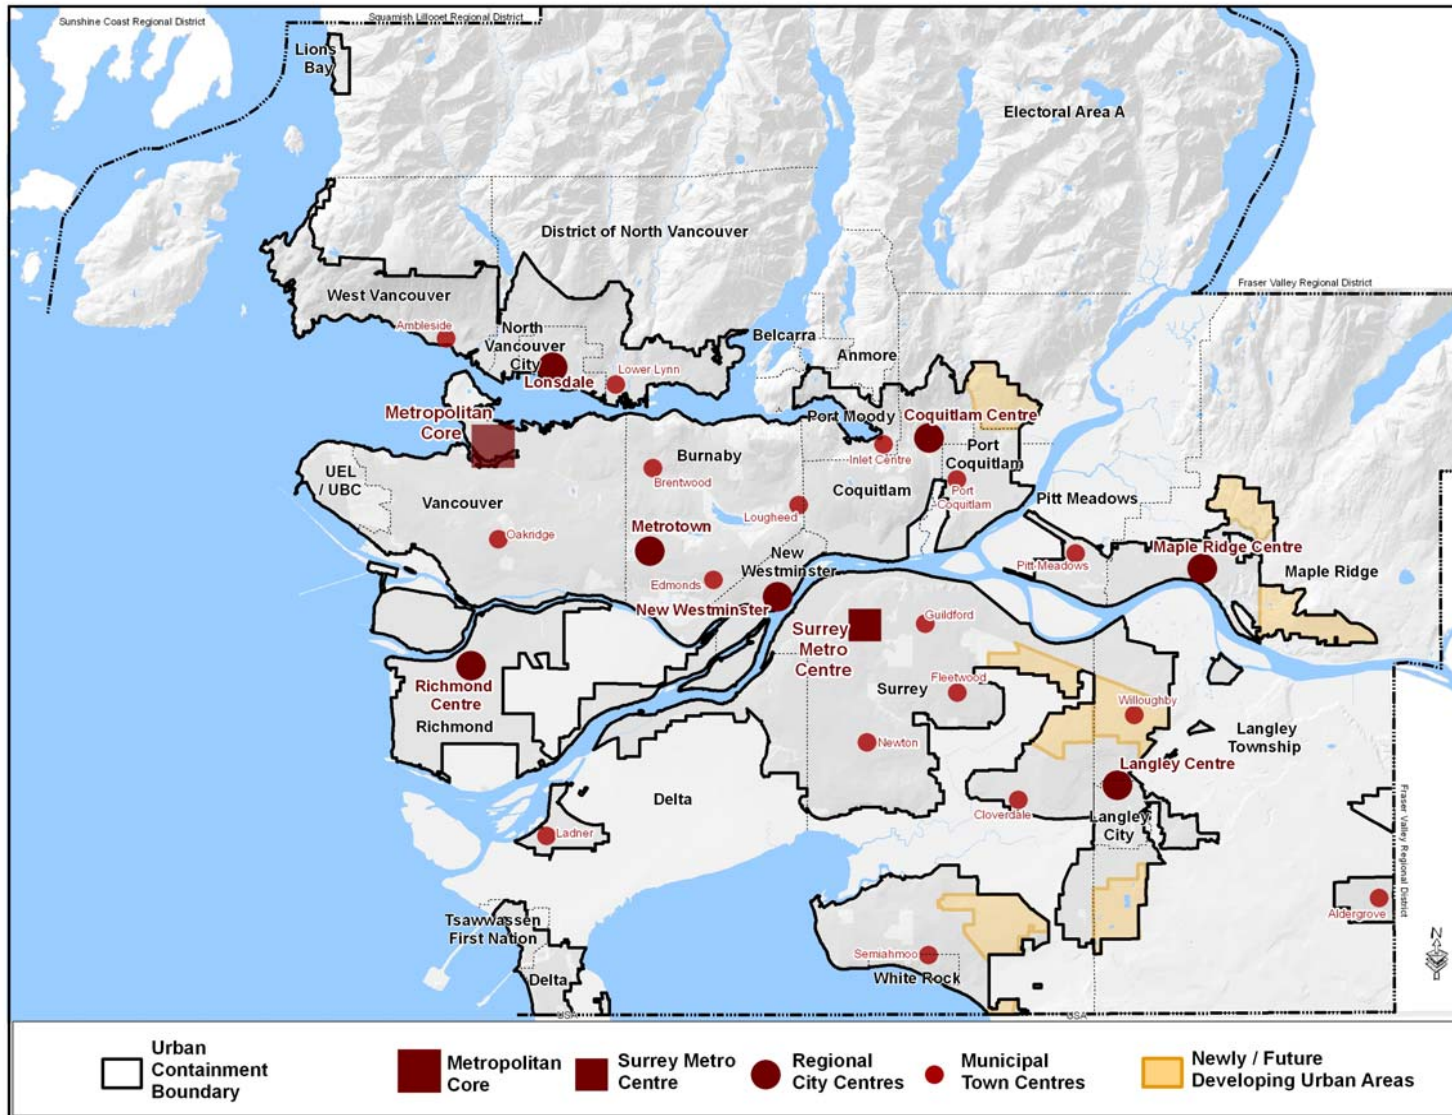 Sunshine Coast Regional District
Squamish Lillooet Regional District
Lions
Bay
Electoral Area A
District of North Vancouver
Fraser Valley Regional District
West Vancouver
Ambleside
North
Vancouver
City
Lonsdale
Lower Lynn
Belcarra
Anmore
Metropolitan
Core
Port Moody
Coquitlam Centre
Inlet Centre
Port
Coquitlam
Port
Coquitlam
UEL
/ UBC
Vancouver
Burnaby
Brentwood
Coquitlam
Lougheed
Pitt Meadows
Oakridge
Metrotown
New
Westminster
Edmonds
New Westminster
Pitt Meadows
Maple Ridge Centre
Maple Ridge
Surrey
Metro
Centre
Guildford
Richmond
Centre
Richmond
Fleetwood
Surrey
Willoughby
Newton
Langley
Township
Langley Centre
Delta
Cloverdale
Langley
City
Ladner
Fraser Valley Regional District
Tsawwassen
First Nation
Delta
Aldergrove
Semiahmoo
White Rock
N
USA
USA
Urban
Containment
Boundary
Metropolitan
Core
Surrey Metro
Centre
Regional
City Centres
Municipal
Town Centres
Newly / Future
Developing Urban Areas